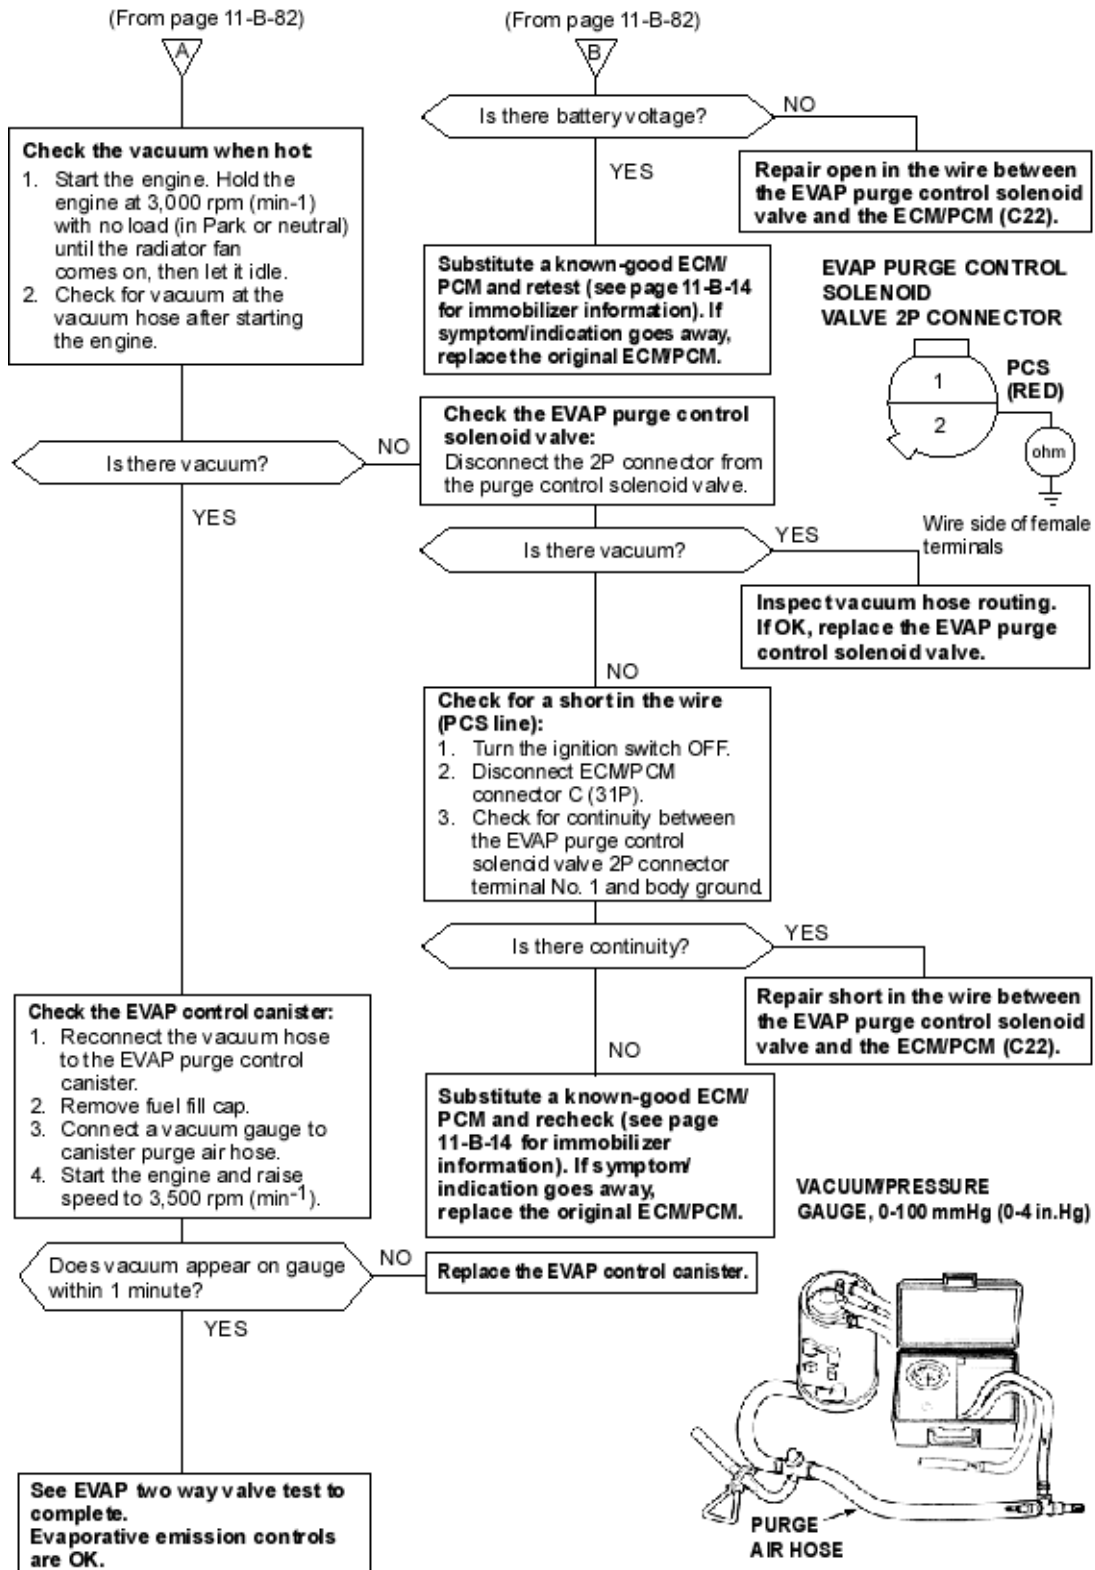 (From page 11-B-82)
A
Check the vacuum when hot:
1. Start the engine. Hold the
engine at 3,000 rpm (min-1)
with no load (in Park or neutral)
until the radiator fan
comes on, then let it idle.
2. Check for vacuum at the
vacuum hose after starting
the engine.
Is there vacuum?
NO
YES
Check the EVAP control canister:
1. Reconnect the vacuum hose
to the EVAP purge control
canister.
2. Remove fuel fill cap.
3. Connect a vacuum gauge to
canister purge air hose.
4. Start the engine and raise
speed to 3,500 rpm (min-1).
Does vacuum appear on gauge
within 1 minute?
NO
YES
Replace the EVAP control canister.
See EVAP two way valve test to
complete.
Evaporative emission controls
are OK.
(From page 11-B-82)
B
Is there battery voltage?
NO
YES
Repair open in the wire between
the EVAP purge control solenoid
valve and the ECM/PCM (C22).
Substitute a known-good ECM/
PCM and retest (see page 11-B-14
for immobilizer information). If
symptom/indication goes away,
replace the original ECM/PCM.
Check the EVAP purge control
solenoid valve:
Disconnect the 2P connector from
the purge control solenoid valve.
Is there vacuum?
YES
NO
Inspect vacuum hose routing.
If OK, replace the EVAP purge
control solenoid valve.
Check for a short in the wire
(PCS line):
1. Turn the ignition switch OFF.
2. Disconnect ECM/PCM
connector C (31P).
3. Check for continuity between
the EVAP purge control
solenoid valve 2P connector
terminal No. 1 and body ground.
Is there continuity?
YES
NO
Repair short in the wire between
the EVAP purge control solenoid
valve and the ECM/PCM (C22).
Substitute a known-good ECM/
PCM and recheck (see page
11-B-14 for immobilizer
information). If symptom/
indication goes away,
replace the original ECM/PCM.
EVAP PURGE CONTROL
SOLENOID
VALVE 2P CONNECTOR
1
2
PCS
(RED)
ohm
Wire side of female
terminals
VACUUM/PRESSURE
GAUGE, 0-100 mmHg (0-4 in.Hg)
PURGE
AIR HOSE